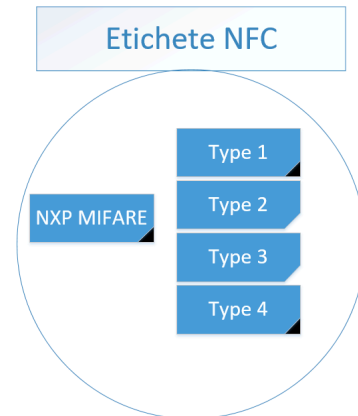 Etichete NFC
Type 1
NXP MIFARE
Type 2
Type 3
Type 4